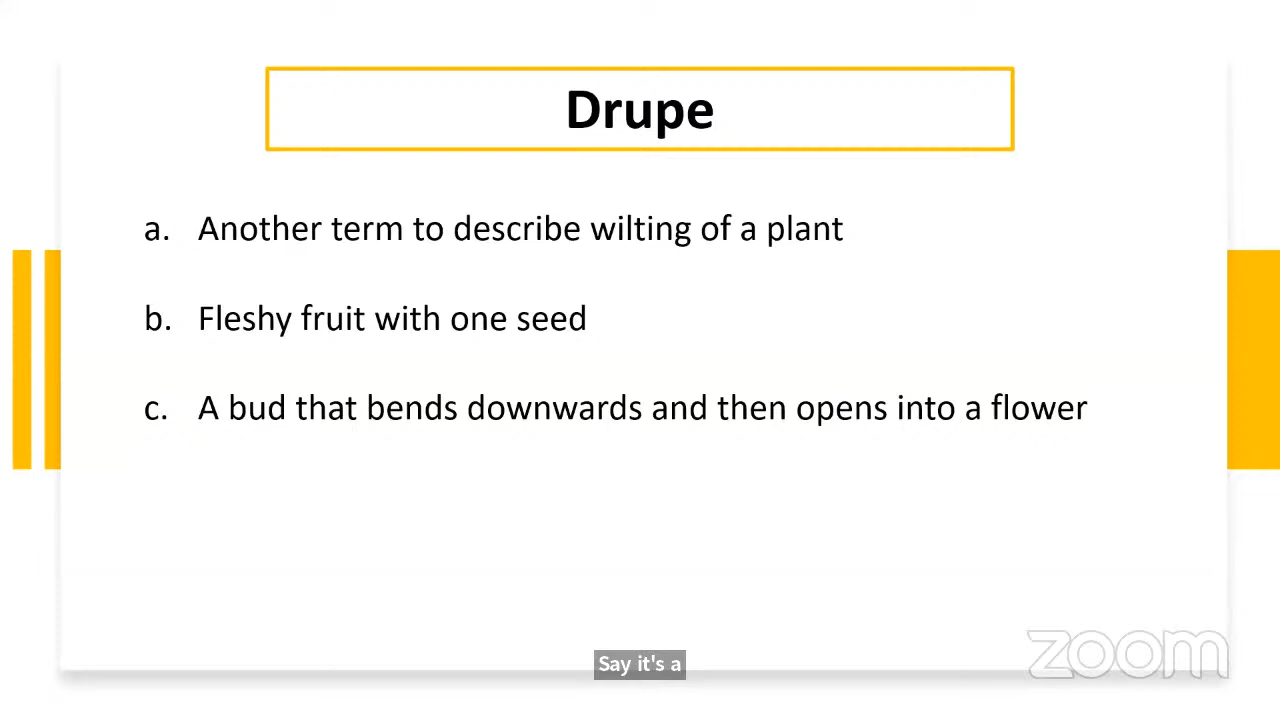 Drupe
a. Another term to describe wilting of a plant
b. Fleshy fruit with one seed
c. A bud that bends downwards and then opens into a flower
zoom
Say it's a